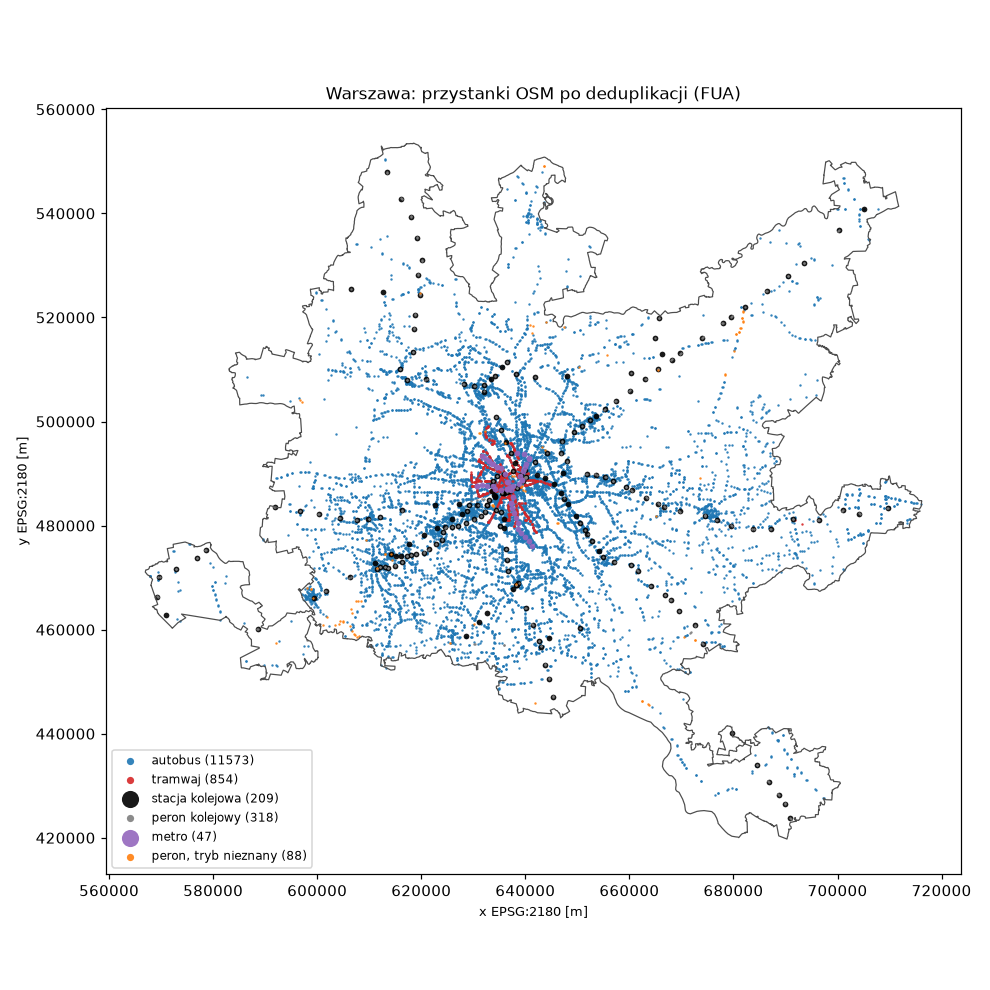 Warszawa: przystanki OSM po deduplikacji (FUA)
560000
540000
520000
500000
480000
460000
440000
420000
y EPSG:2180 [m]
autobus (11573)
tramwaj (854)
stacja kolejowa (209)
peron kolejowy (318)
metro (47)
peron, tryb nieznany (88)
560000 580000 600000 620000 640000 660000 680000 700000 720000
x EPSG:2180 [m]